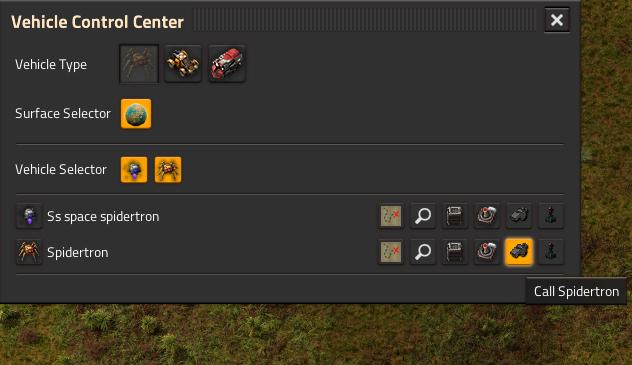 Vehicle Control Center
Vehicle Type
Surface Selector
Vehicle Selector
Ss space spidertron
Spidertron
Call Spidertron